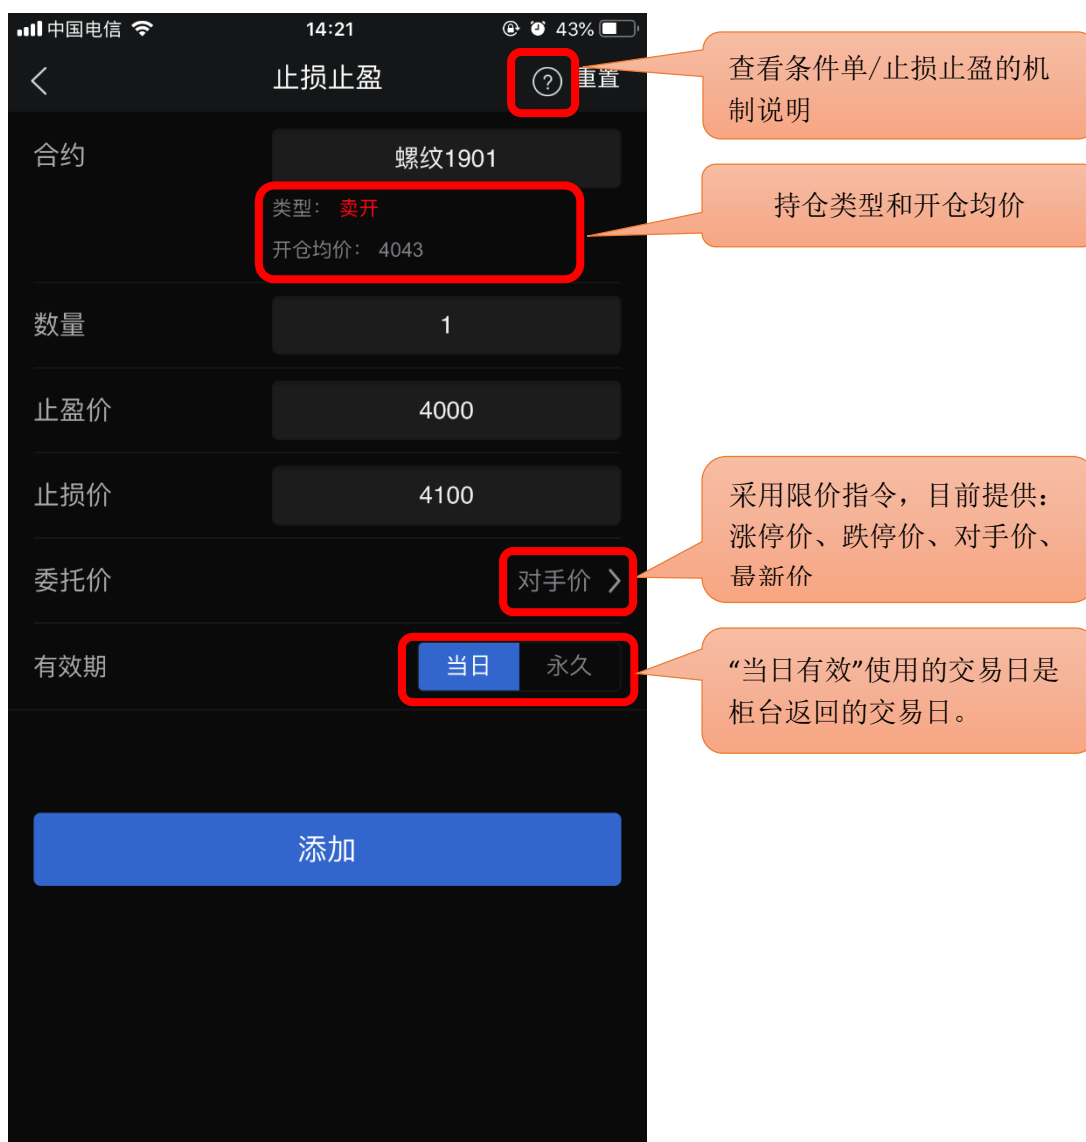 中国电信 14:21 43%
止损止盈 重置
查看条件单/止损止盈的机
制说明
合约 螺纹1901
类型： 卖开
开仓均价： 4043
持仓类型和开仓均价
数量 1
止盈价 4000
止损价 4100
采用限价指令，目前提供：
涨停价、跌停价、对手价、
最新价
委托价 对手价
有效期 当日 永久
“当日有效”使用的交易日是
柜台返回的交易日。
添加